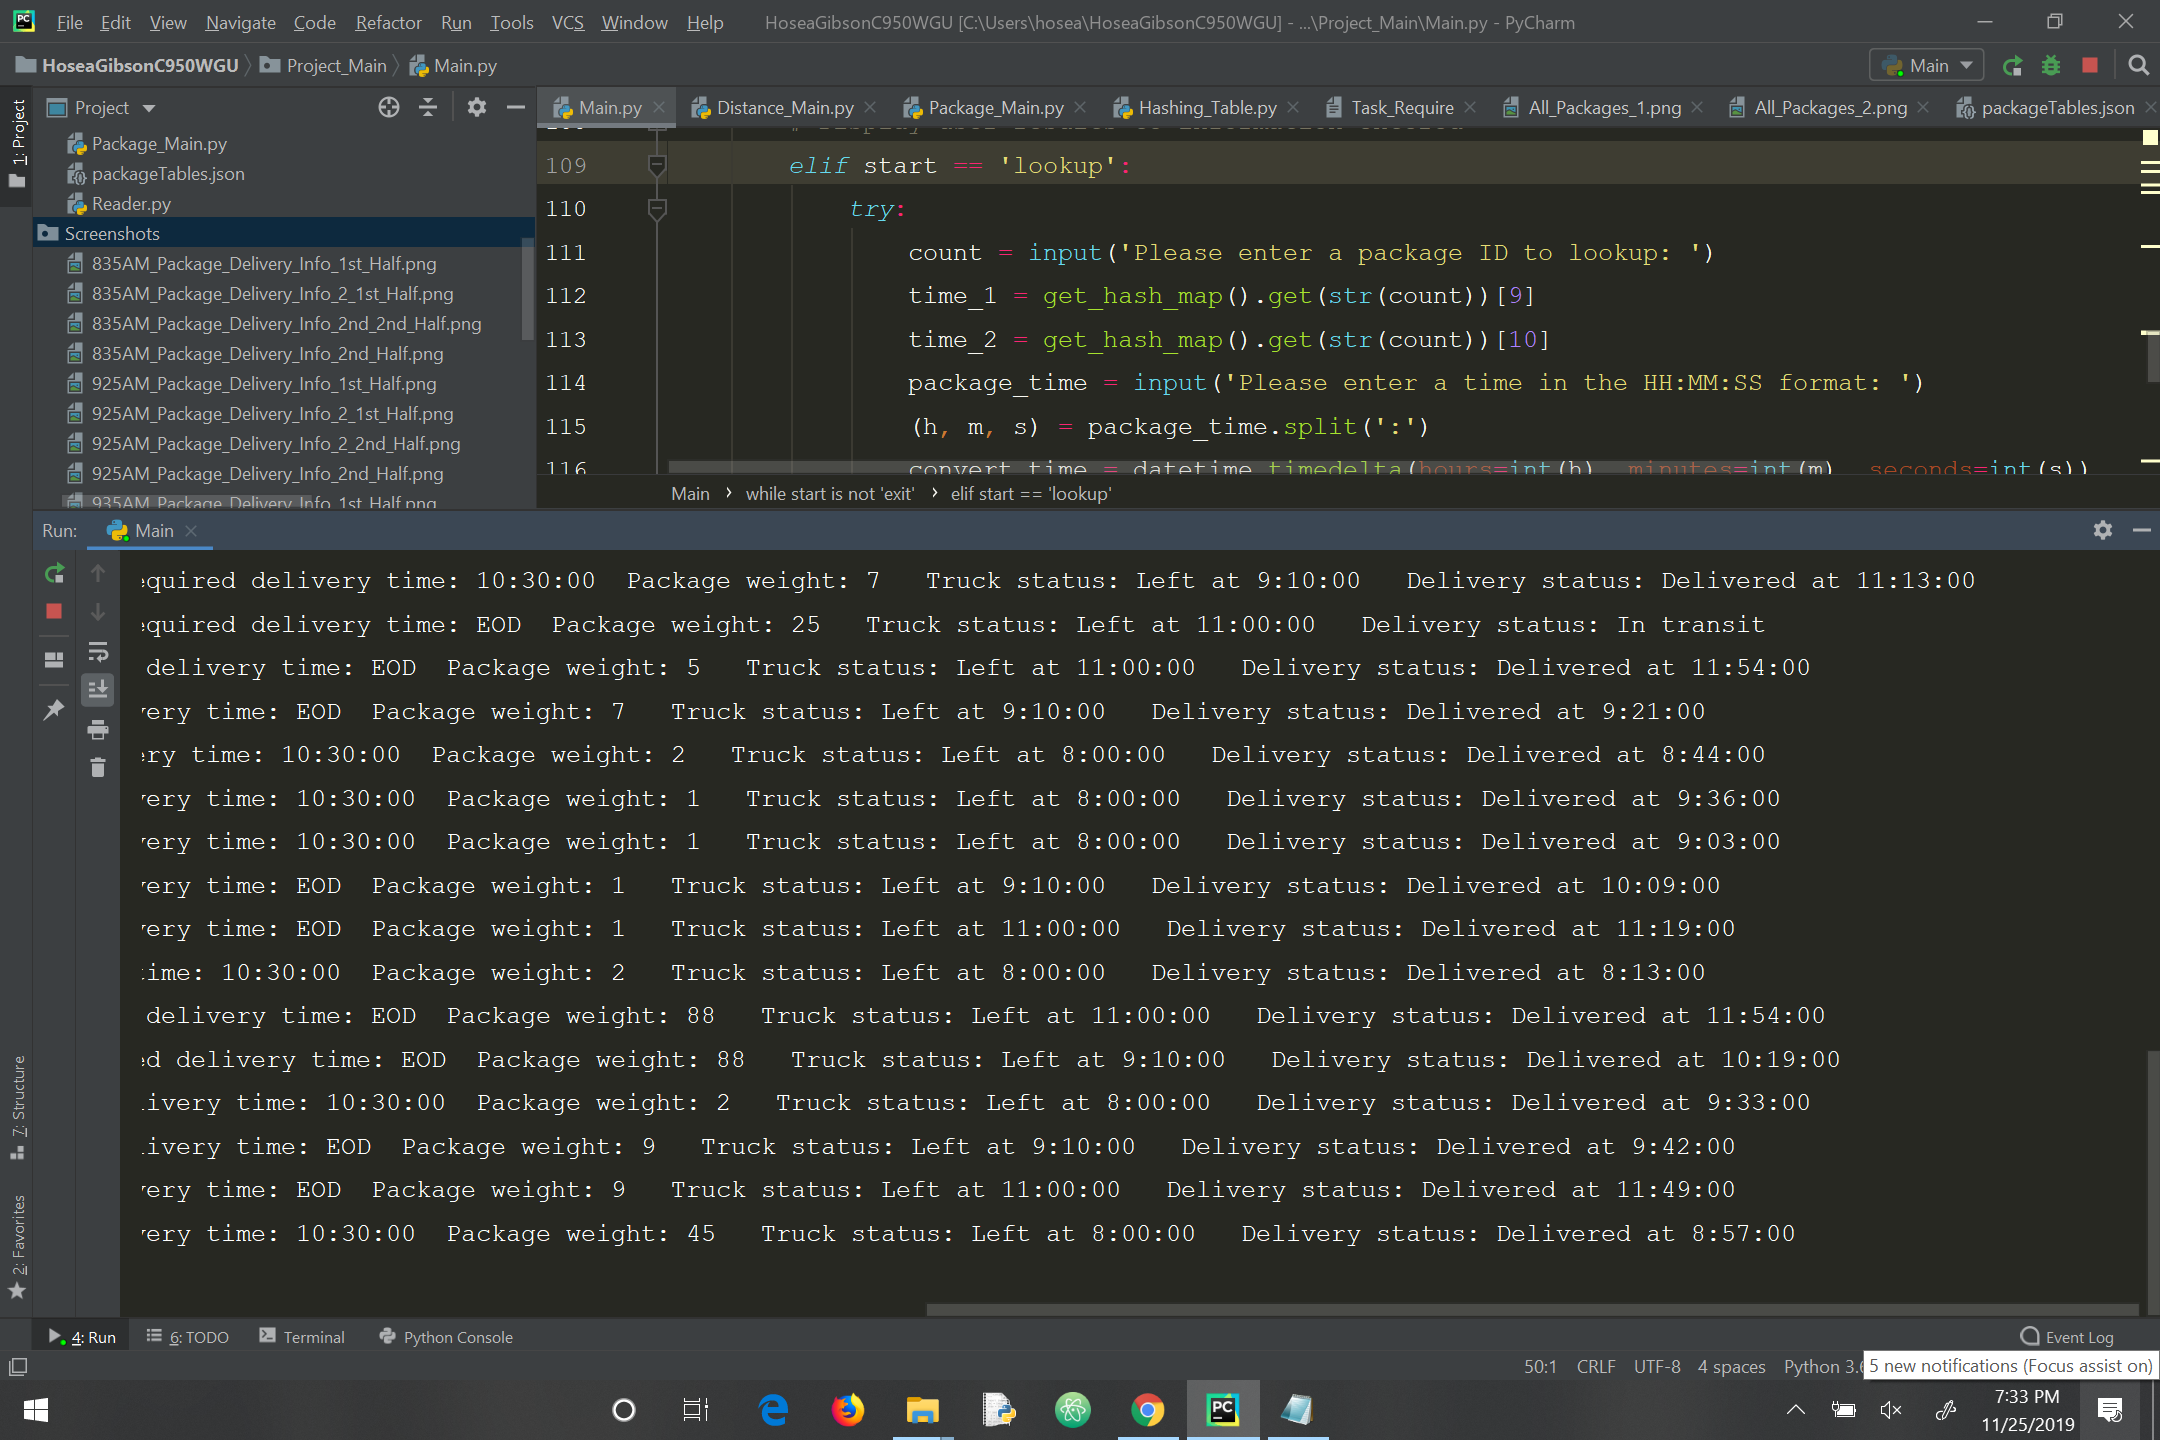 File Edit View Navigate Code Refactor Run Tools VCS Window Help HoseaGibsonC950WGU [C:\Users\hosea\HoseaGibsonC950WGU] - ...\Project_Main\Main.py - PyCharm
HoseaGibsonC950WGU Project_Main Main.py Main
1: Project
Project
Main.py Distance_Main.py Package_Main.py Hashing_Table.py Task_Require All_Packages_1.png All_Packages_2.png packageTables.json
Package_Main.py
packageTables.json
Reader.py
Screenshots
835AM_Package_Delivery_Info_1st_Half.png
835AM_Package_Delivery_Info_2_1st_Half.png
835AM_Package_Delivery_Info_2nd_2nd_Half.png
835AM_Package_Delivery_Info_2nd_Half.png
925AM_Package_Delivery_Info_1st_Half.png
925AM_Package_Delivery_Info_2_1st_Half.png
925AM_Package_Delivery_Info_2_2nd_Half.png
925AM_Package_Delivery_Info_2nd_Half.png
935AM_Package_Delivery_Info_1st_Half.png
109 elif start == 'lookup':
110 try:
111 count = input('Please enter a package ID to lookup: ')
112 time_1 = get_hash_map().get(str(count))[9]
113 time_2 = get_hash_map().get(str(count))[10]
114 package_time = input('Please enter a time in the HH:MM:SS format: ')
115 (h, m, s) = package_time.split(':')
116 convert_time = datetime.timedelta(hours=int(h), minutes=int(m), seconds=int(s))
Main › while start is not 'exit' › elif start == 'lookup'
Run: Main
equired delivery time: 10:30:00 Package weight: 7 Truck status: Left at 9:10:00 Delivery status: Delivered at 11:13:00
equired delivery time: EOD Package weight: 25 Truck status: Left at 11:00:00 Delivery status: In transit
delivery time: EOD Package weight: 5 Truck status: Left at 11:00:00 Delivery status: Delivered at 11:54:00
very time: EOD Package weight: 7 Truck status: Left at 9:10:00 Delivery status: Delivered at 9:21:00
ery time: 10:30:00 Package weight: 2 Truck status: Left at 8:00:00 Delivery status: Delivered at 8:44:00
very time: 10:30:00 Package weight: 1 Truck status: Left at 8:00:00 Delivery status: Delivered at 9:36:00
very time: 10:30:00 Package weight: 1 Truck status: Left at 8:00:00 Delivery status: Delivered at 9:03:00
very time: EOD Package weight: 1 Truck status: Left at 9:10:00 Delivery status: Delivered at 10:09:00
very time: EOD Package weight: 1 Truck status: Left at 11:00:00 Delivery status: Delivered at 11:19:00
time: 10:30:00 Package weight: 2 Truck status: Left at 8:00:00 Delivery status: Delivered at 8:13:00
delivery time: EOD Package weight: 88 Truck status: Left at 11:00:00 Delivery status: Delivered at 11:54:00
ed delivery time: EOD Package weight: 88 Truck status: Left at 9:10:00 Delivery status: Delivered at 10:19:00
livery time: 10:30:00 Package weight: 2 Truck status: Left at 8:00:00 Delivery status: Delivered at 9:33:00
livery time: EOD Package weight: 9 Truck status: Left at 9:10:00 Delivery status: Delivered at 9:42:00
very time: EOD Package weight: 9 Truck status: Left at 11:00:00 Delivery status: Delivered at 11:49:00
very time: 10:30:00 Package weight: 45 Truck status: Left at 8:00:00 Delivery status: Delivered at 8:57:00
7: Structure
2: Favorites
4: Run 6: TODO Terminal Python Console Event Log
50:1 CRLF UTF-8 4 spaces Python 3. 5 new notifications (Focus assist on)
7:33 PM
11/25/2019